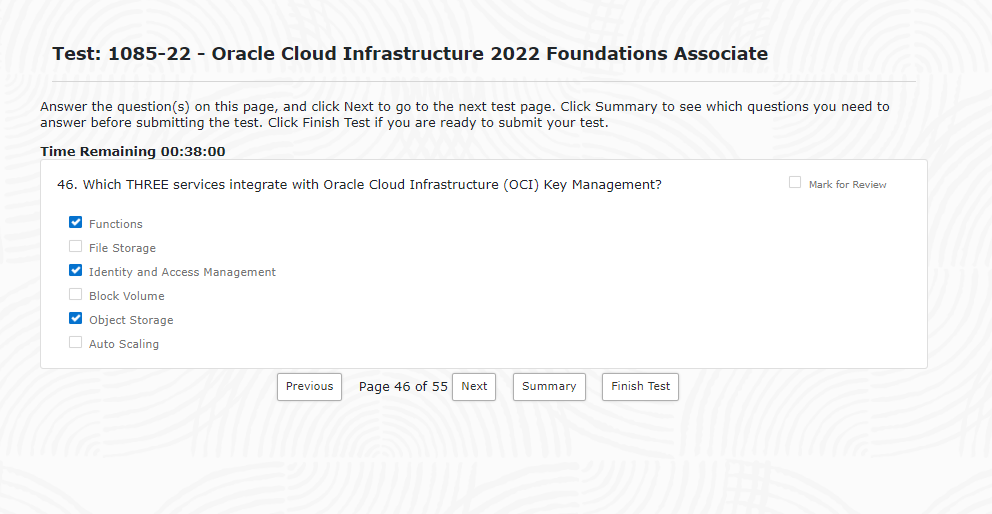 Test: 1085-22 - Oracle Cloud Infrastructure 2022 Foundations Associate
Answer the question(s) on this page, and click Next to go to the next test page. Click Summary to see which questions you need to
answer before submitting the test. Click Finish Test if you are ready to submit your test.
Time Remaining 00:38:00
46. Which THREE services integrate with Oracle Cloud Infrastructure (OCI) Key Management? Mark for Review
Functions
File Storage
Identity and Access Management
Block Volume
Object Storage
Auto Scaling
Previous Page 46 of 55 Next Summary Finish Test